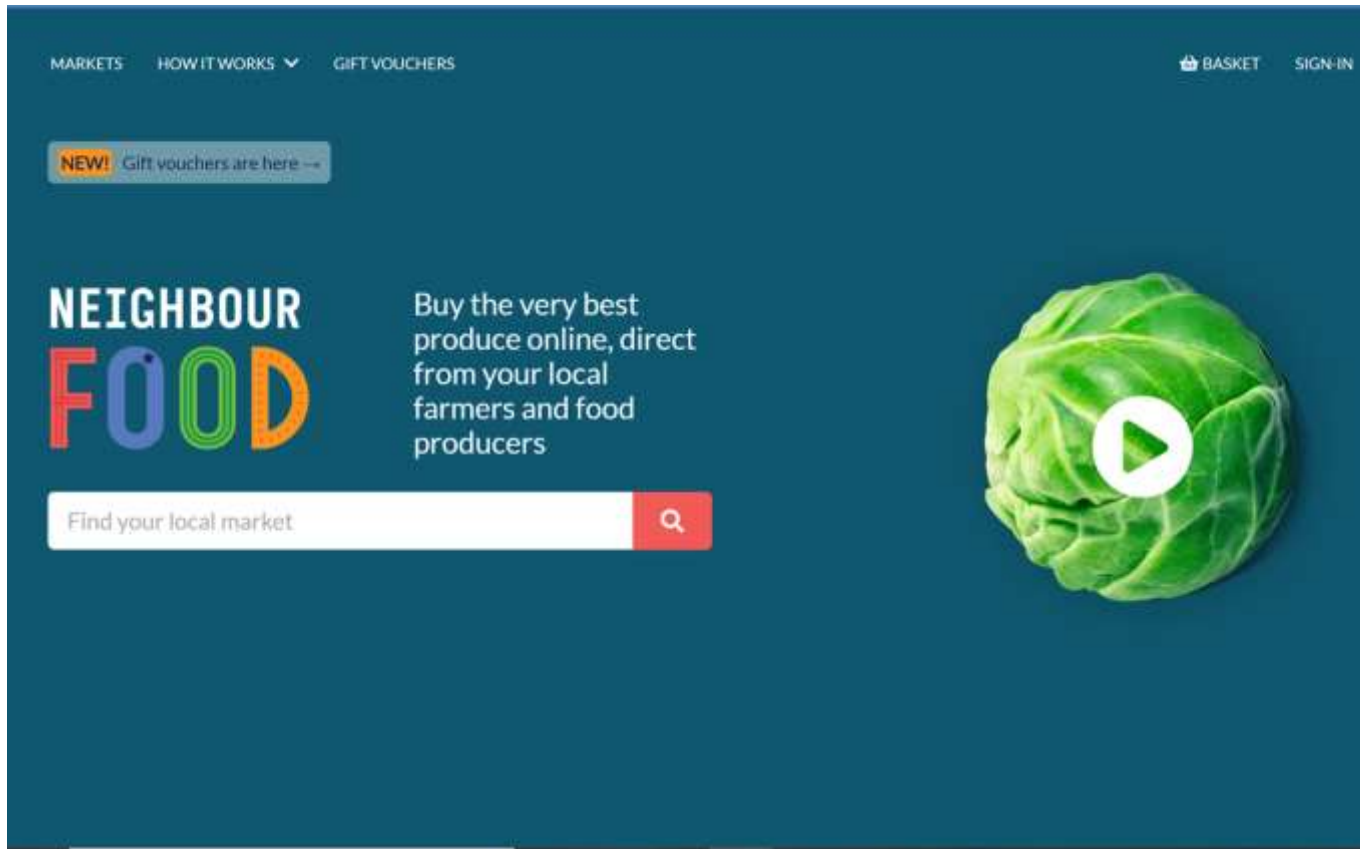 MARKETS HOW IT WORKS GIFT VOUCHERS BASKET SIGN-IN
NEW! Gift vouchers are here →
NEIGHBOUR
FOOD
Buy the very best
produce online, direct
from your local
farmers and food
producers
Find your local market